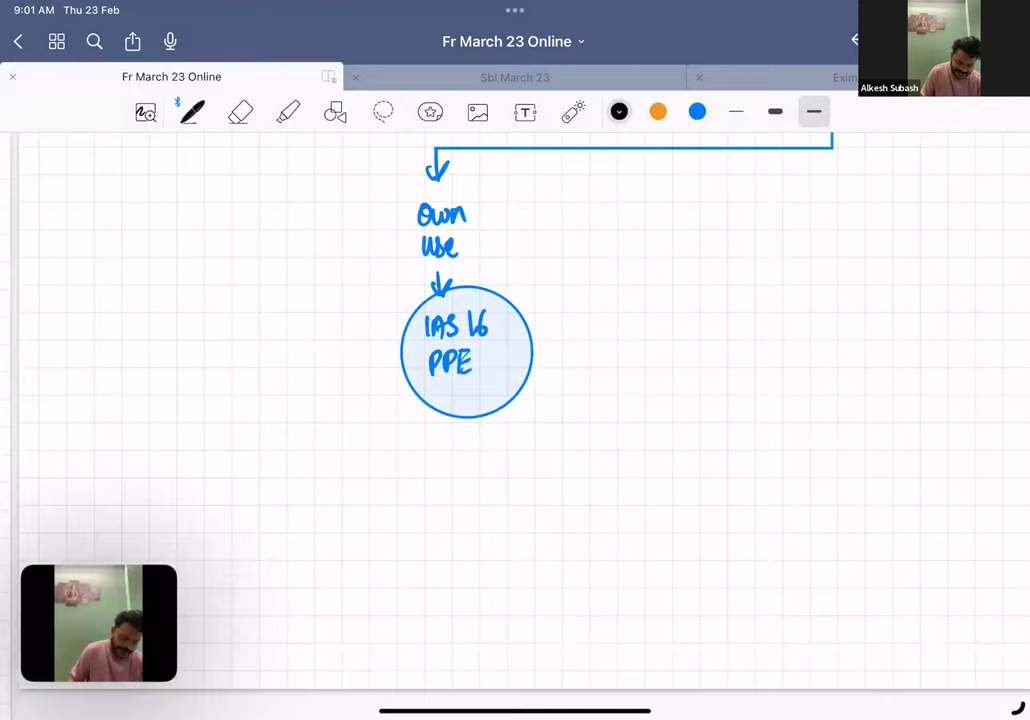 9:01 AM Thu 23 Feb
Fr March 23 Online
Fr March 23 Online
Sbl March 23
Exim
Alkesh Subash
T
Own
use
IAS 16
PPE